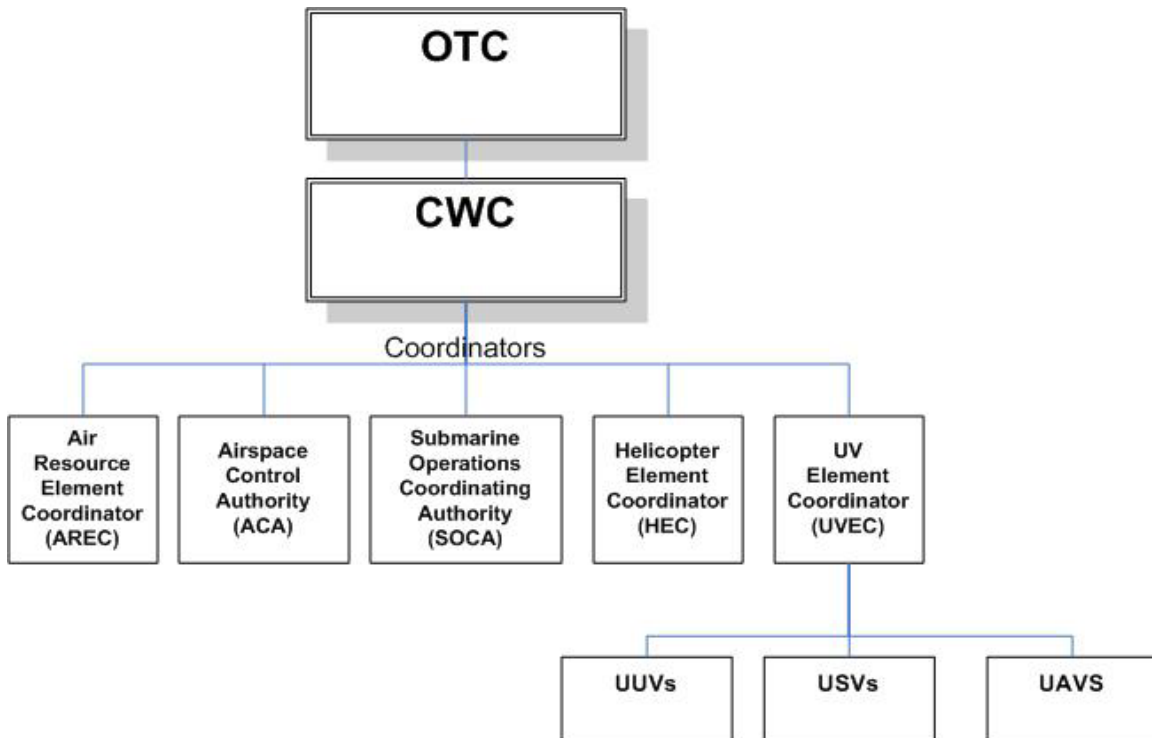 OTC
CWC
Coordinators
Air
Resource
Element
Coordinator
(AREC)
Airspace
Control
Authority
(ACA)
Submarine
Operations
Coordinating
Authority
(SOCA)
Helicopter
Element
Coordinator
(HEC)
UV
Element
Coordinator
(UVEC)
UUVs
USVs
UAVS